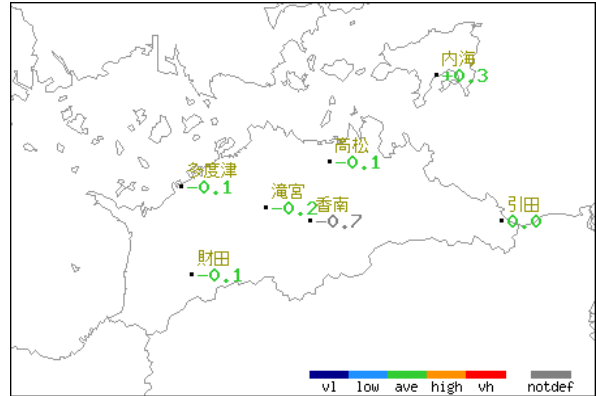 内海
+0.3
高松
-0.1
多度津
-0.1
滝宮
-0.2
香南
-0.7
引田
0.0
財田
-0.1
vl low ave high vh notdef